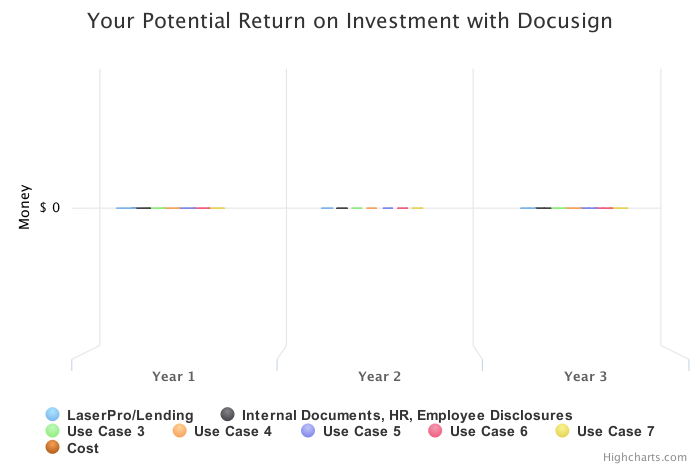 Your Potential Return on Investment with Docusign
Money
$ 0
Year 1 Year 2 Year 3
LaserPro/Lending Internal Documents, HR, Employee Disclosures
Use Case 3 Use Case 4 Use Case 5 Use Case 6 Use Case 7
Cost
Highcharts.com